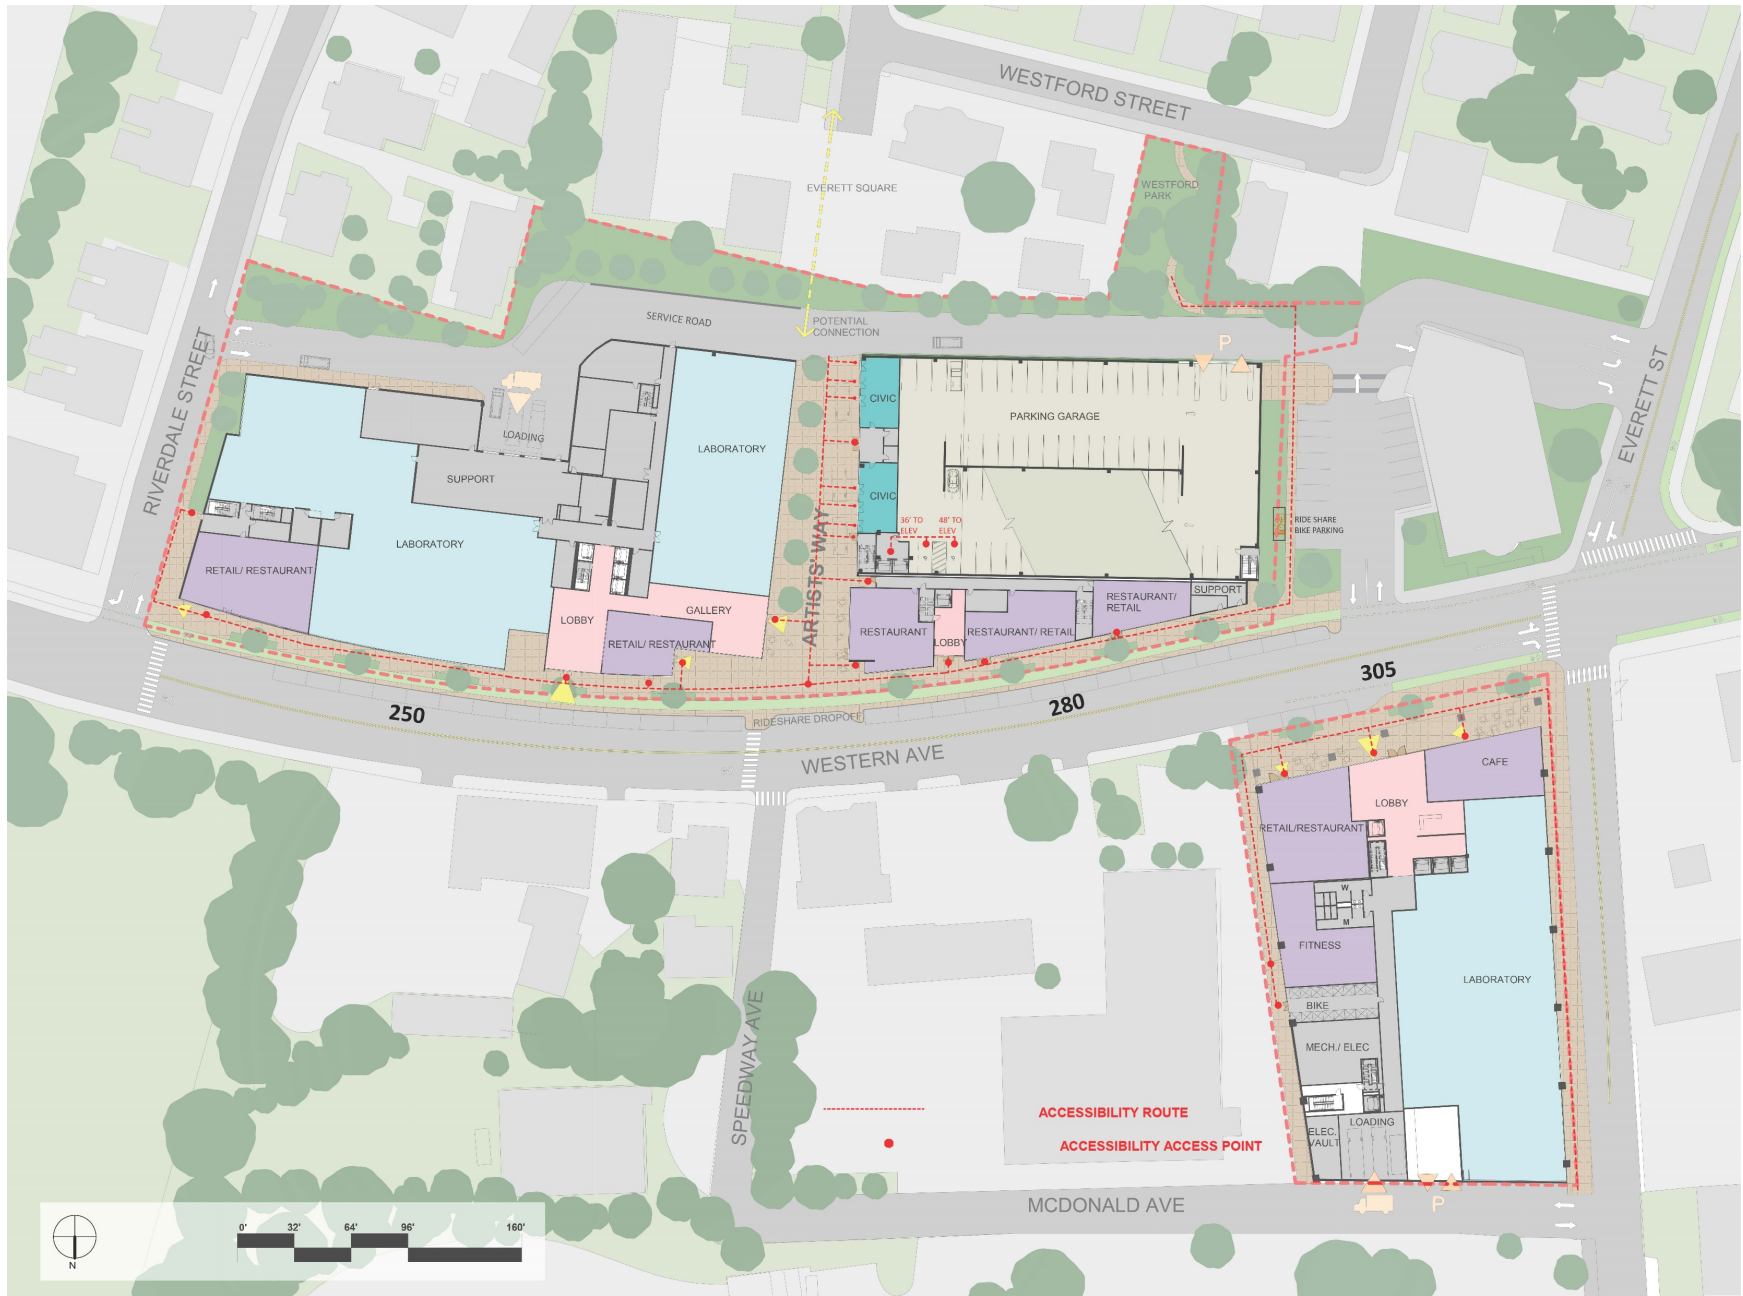 WESTFORD STREET
EVERETT SQUARE
WESTFORD
PARK
SERVICE ROAD
POTENTIAL
CONNECTION
P
RIVERDALE STREET
EVERETT ST
LOADING
SUPPORT
LABORATORY
LABORATORY
CIVIC
CIVIC
PARKING GARAGE
36' TO
ELEV
48' TO
ELEV
RIDE SHARE
BIKE PARKING
ARTISTS WAY
RETAIL/ RESTAURANT
LOBBY
GALLERY
RETAIL/ RESTAURANT
RESTAURANT
LOBBY
RESTAURANT/ RETAIL
RESTAURANT/
RETAIL
SUPPORT
250
280
305
RIDESHARE DROPOFF
WESTERN AVE
CAFE
LOBBY
RETAIL/RESTAURANT
W
M
FITNESS
LABORATORY
BIKE
MECH./ ELEC
ELEC.
VAULT
LOADING
SPEEDWAY AVE
ACCESSIBILITY ROUTE
ACCESSIBILITY ACCESS POINT
MCDONALD AVE
P
N
0' 32' 64' 96' 160'